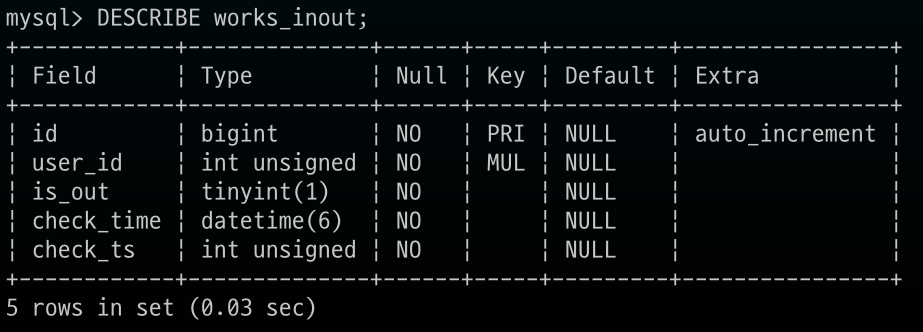 mysql> DESCRIBE works_inout;
+------------+--------------+------+-----+---------+----------------+
| Field      | Type         | Null | Key | Default | Extra          |
+------------+--------------+------+-----+---------+----------------+
| id         | bigint       | NO   | PRI | NULL    | auto_increment |
| user_id    | int unsigned | NO   | MUL | NULL    |                |
| is_out     | tinyint(1)   | NO   |     | NULL    |                |
| check_time | datetime(6)  | NO   |     | NULL    |                |
| check_ts   | int unsigned | NO   |     | NULL    |                |
+------------+--------------+------+-----+---------+----------------+
5 rows in set (0.03 sec)